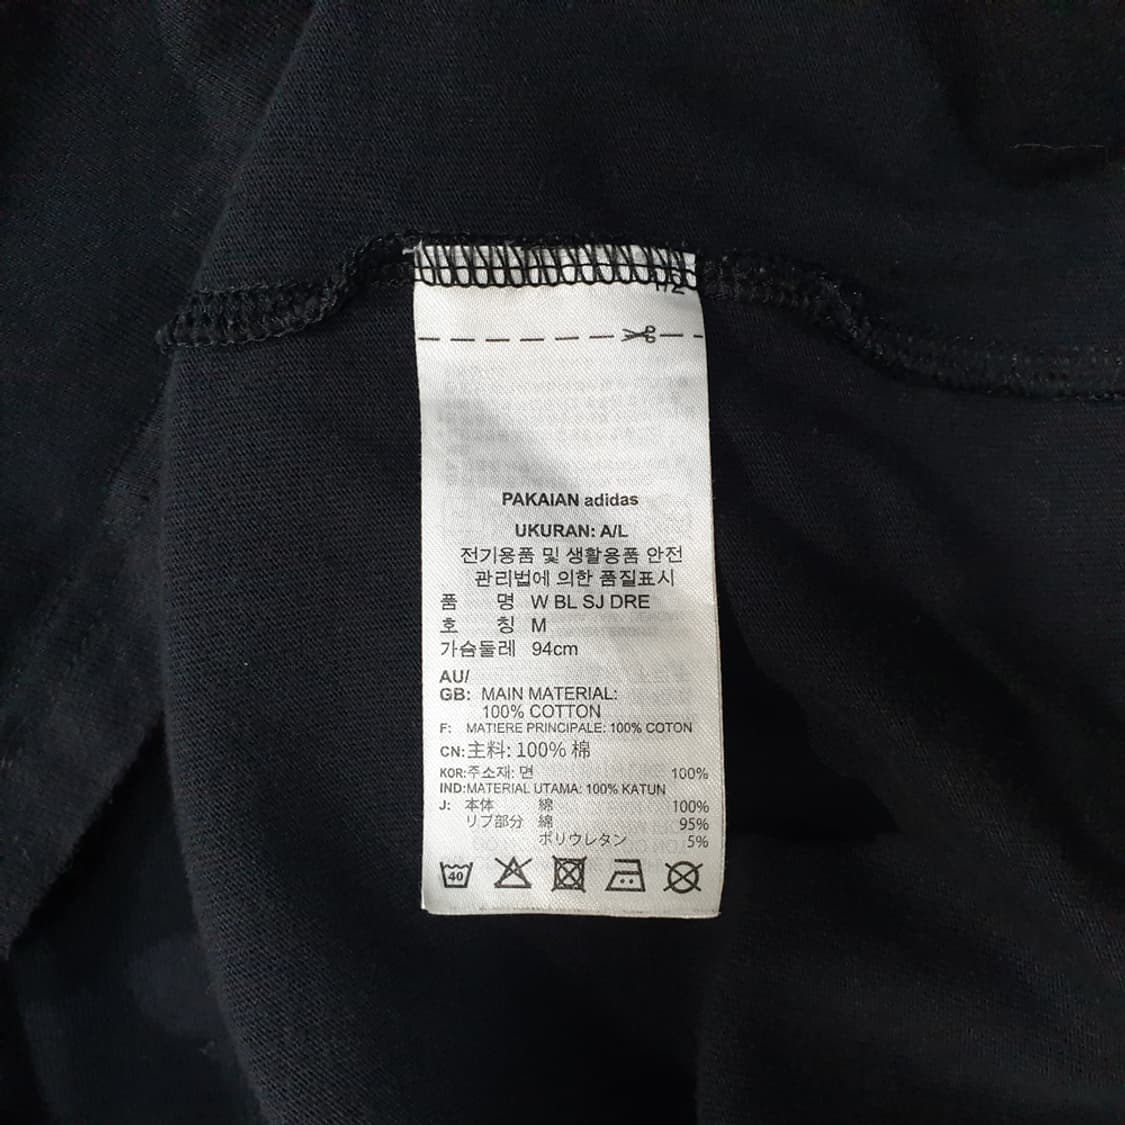 PAKAIAN adidas
UKURAN: A/L
전기용품 및 생활용품 안전
관리법에 의한 품질표시
품 명 W BL SJ DRE
호 칭 M
가슴둘레 94cm
AU/
GB: MAIN MATERIAL:
100% COTTON
F: MATIERE PRINCIPALE: 100% COTON
CN:主料: 100% 棉
KOR:주소재: 면 100%
IND:MATERIAL UTAMA: 100% KATUN
J: 本体 綿 100%
リブ部分 綿 95%
ポリウレタン 5%
40